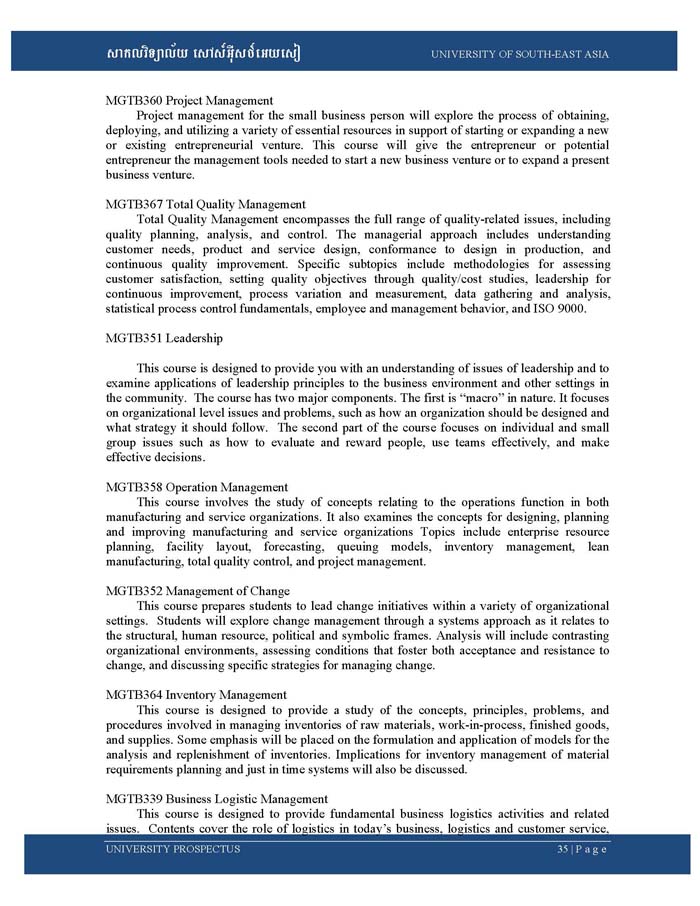 សាកលវិទ្យាល័យ សៅស៍អ៊ីសថ៍អេយសៀ
UNIVERSITY OF SOUTH-EAST ASIA
MGTB360 Project Management
Project management for the small business person will explore the process of obtaining,
deploying, and utilizing a variety of essential resources in support of starting or expanding a new
or existing entrepreneurial venture. This course will give the entrepreneur or potential
entrepreneur the management tools needed to start a new business venture or to expand a present
business venture.
MGTB367 Total Quality Management
Total Quality Management encompasses the full range of quality-related issues, including
quality planning, analysis, and control. The managerial approach includes understanding
customer needs, product and service design, conformance to design in production, and
continuous quality improvement. Specific subtopics include methodologies for assessing
customer satisfaction, setting quality objectives through quality/cost studies, leadership for
continuous improvement, process variation and measurement, data gathering and analysis,
statistical process control fundamentals, employee and management behavior, and ISO 9000.
MGTB351 Leadership
This course is designed to provide you with an understanding of issues of leadership and to
examine applications of leadership principles to the business environment and other settings in
the community.  The course has two major components. The first is “macro” in nature. It focuses
on organizational level issues and problems, such as how an organization should be designed and
what strategy it should follow.  The second part of the course focuses on individual and small
group issues such as how to evaluate and reward people, use teams effectively, and make
effective decisions.
MGTB358 Operation Management
This course involves the study of concepts relating to the operations function in both
manufacturing and service organizations. It also examines the concepts for designing, planning
and improving manufacturing and service organizations Topics include enterprise resource
planning, facility layout, forecasting, queuing models, inventory management, lean
manufacturing, total quality control, and project management.
MGTB352 Management of Change
This course prepares students to lead change initiatives within a variety of organizational
settings.  Students will explore change management through a systems approach as it relates to
the structural, human resource, political and symbolic frames. Analysis will include contrasting
organizational environments, assessing conditions that foster both acceptance and resistance to
change, and discussing specific strategies for managing change.
MGTB364 Inventory Management
This course is designed to provide a study of the concepts, principles, problems, and
procedures involved in managing inventories of raw materials, work-in-process, finished goods,
and supplies. Some emphasis will be placed on the formulation and application of models for the
analysis and replenishment of inventories. Implications for inventory management of material
requirements planning and just in time systems will also be discussed.
MGTB339 Business Logistic Management
This course is designed to provide fundamental business logistics activities and related
issues.  Contents cover the role of logistics in today’s business, logistics and customer service,
UNIVERSITY PROSPECTUS
35 | P a g e